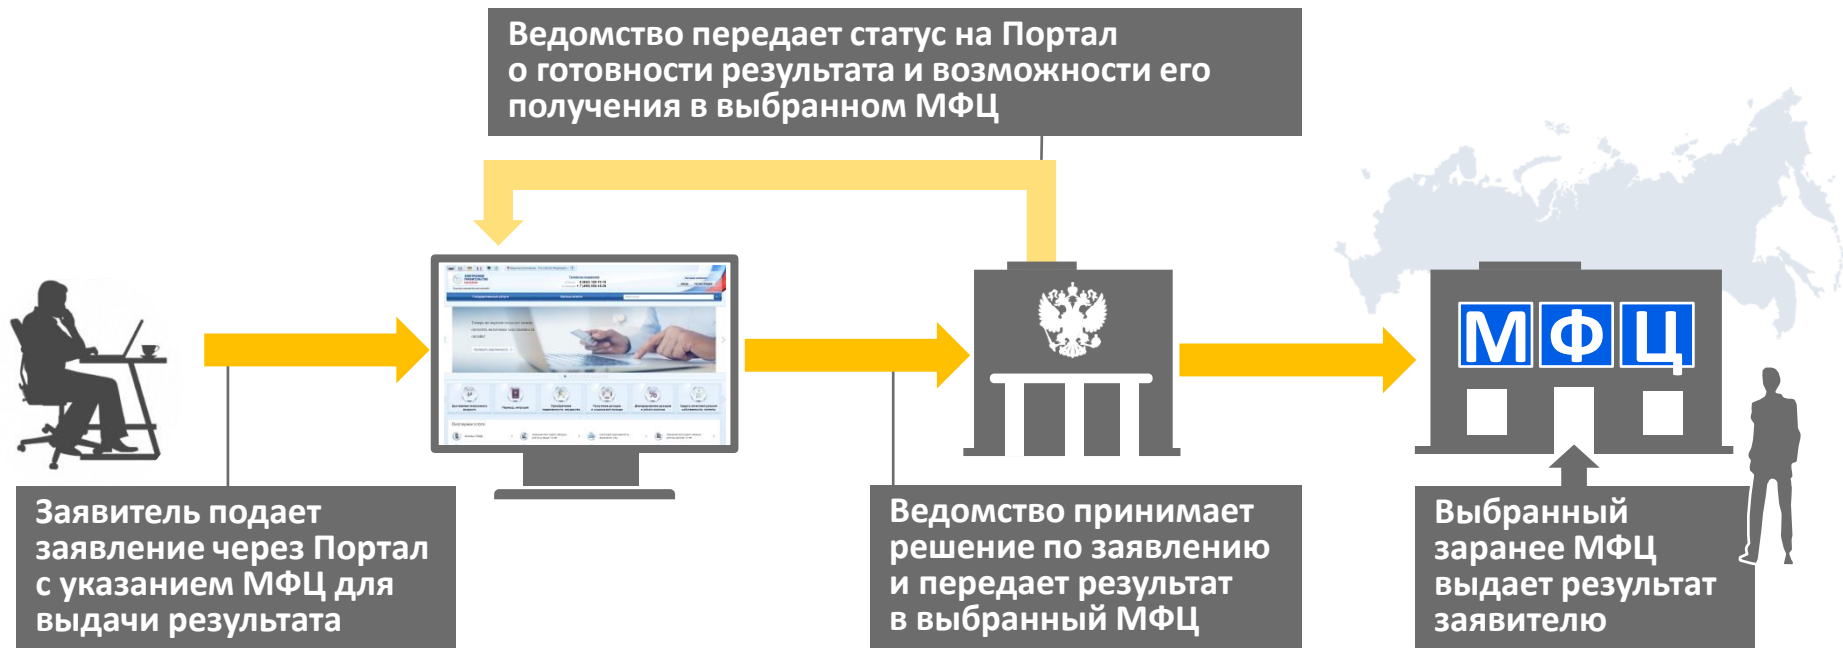 Ведомство передает статус на Портал
о готовности результата и возможности его
получения в выбранном МФЦ
МФЦ
Заявитель подает
заявление через Портал
с указанием МФЦ для
выдачи результата
Ведомство принимает
решение по заявлению
и передает результат
в выбранный МФЦ
Выбранный
заранее МФЦ
выдает результат
заявителю